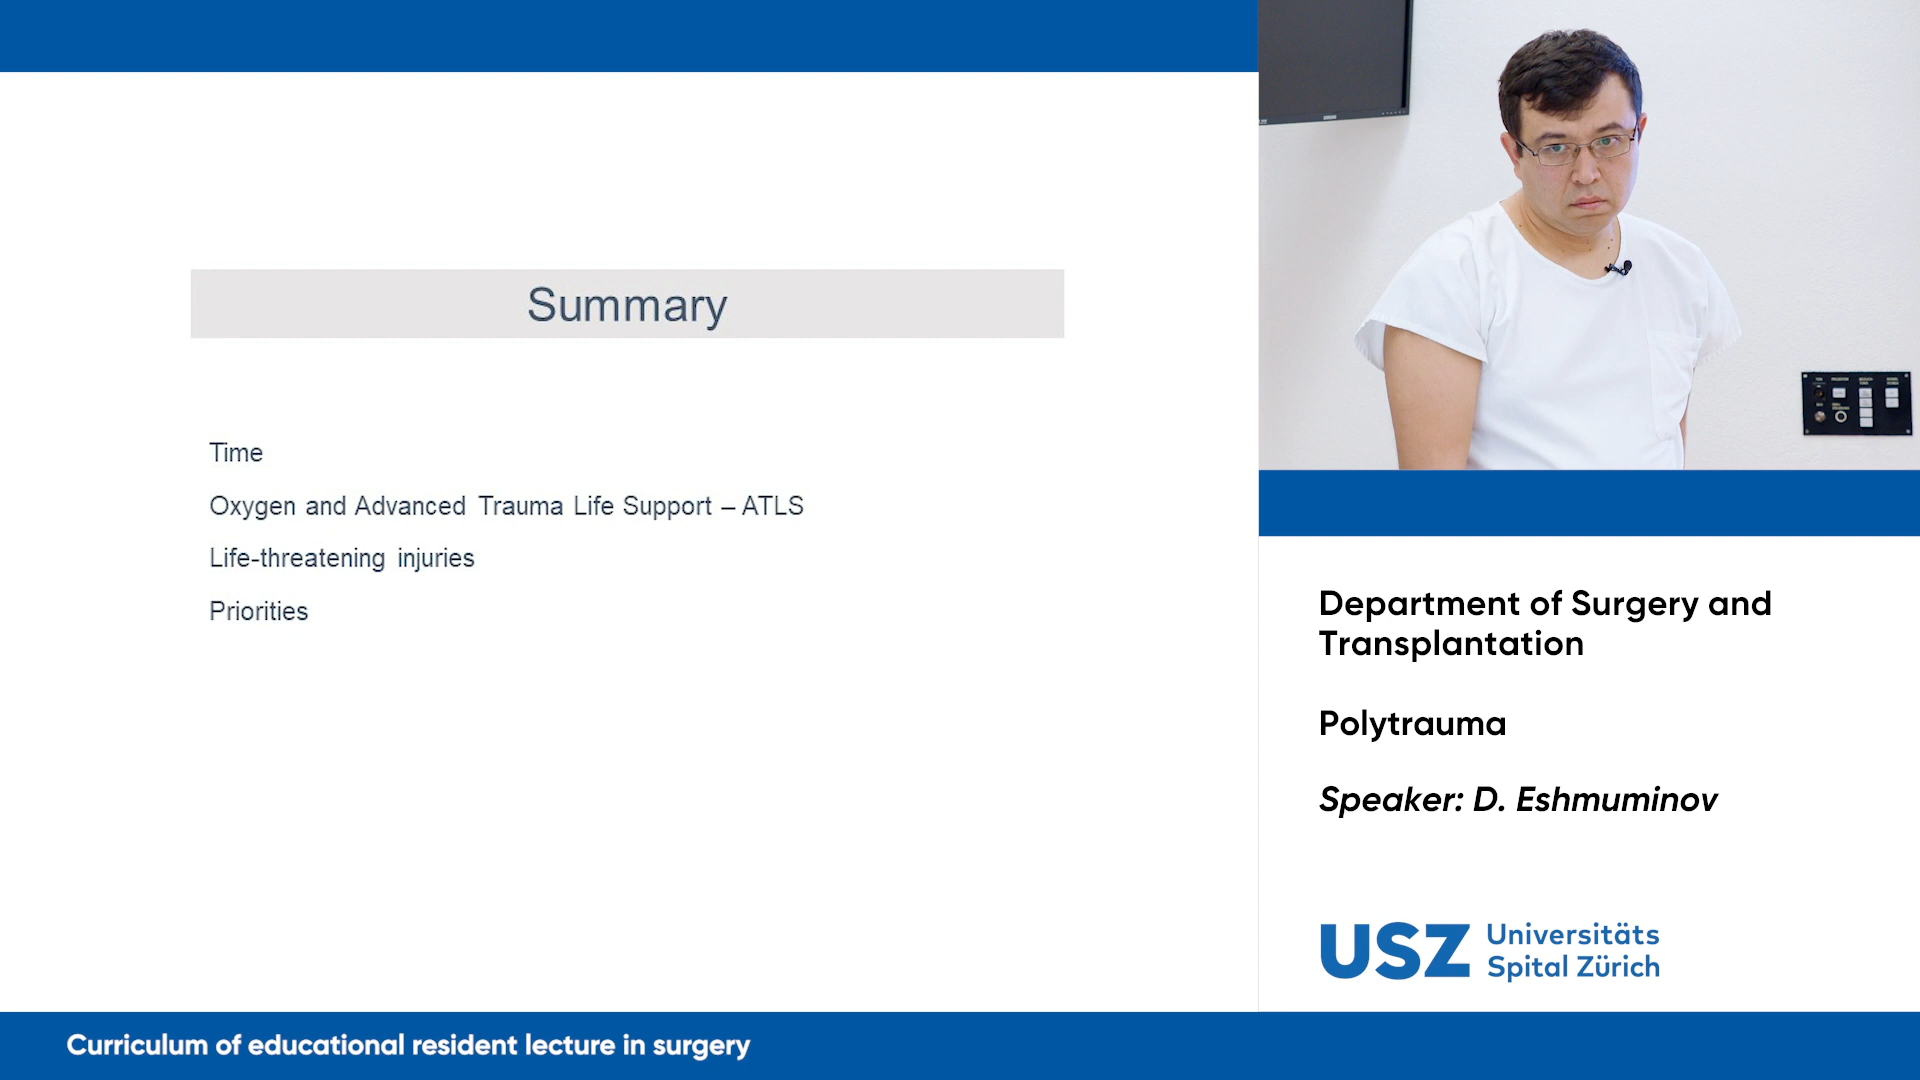 Summary
Time
Oxygen and Advanced Trauma Life Support – ATLS
Life-threatening injuries
Priorities
Department of Surgery and
Transplantation
Polytrauma
Speaker: D. Eshmuminov
USZ Universitäts
Spital Zürich
Curriculum of educational resident lecture in surgery